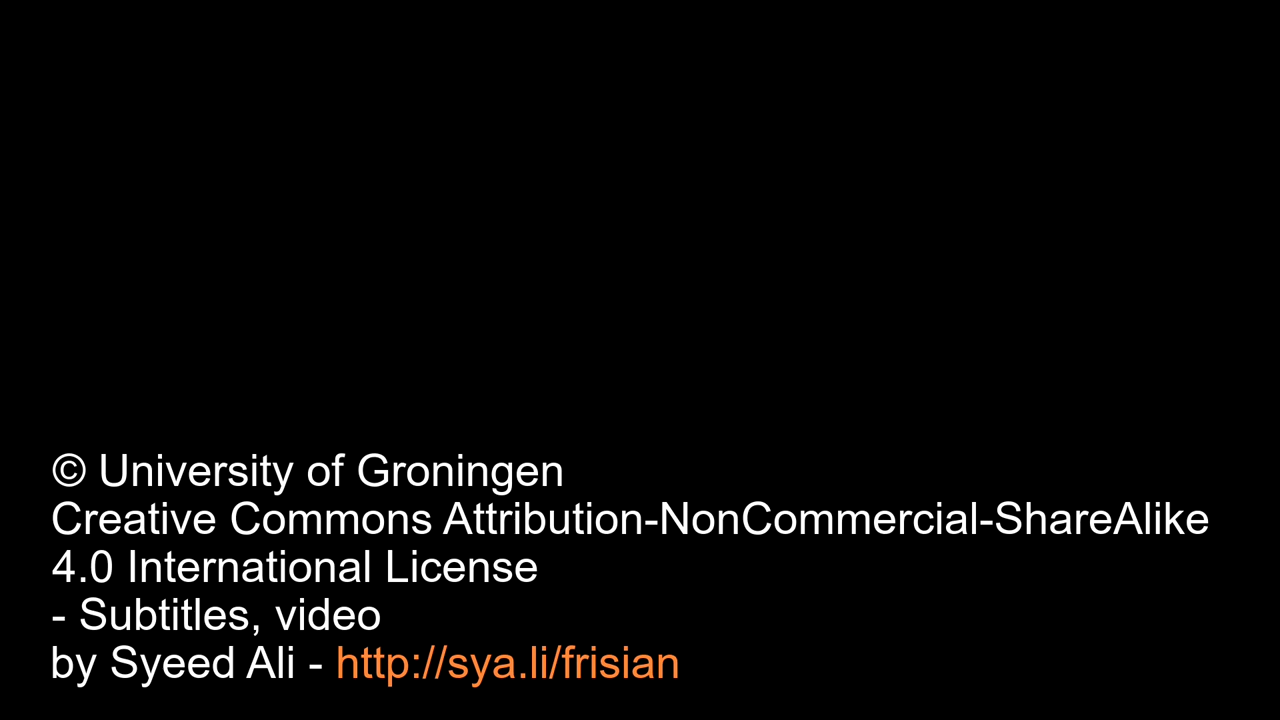 © University of Groningen
Creative Commons Attribution-NonCommercial-ShareAlike
4.0 International License
- Subtitles, video
by Syeed Ali - http://sya.li/frisian